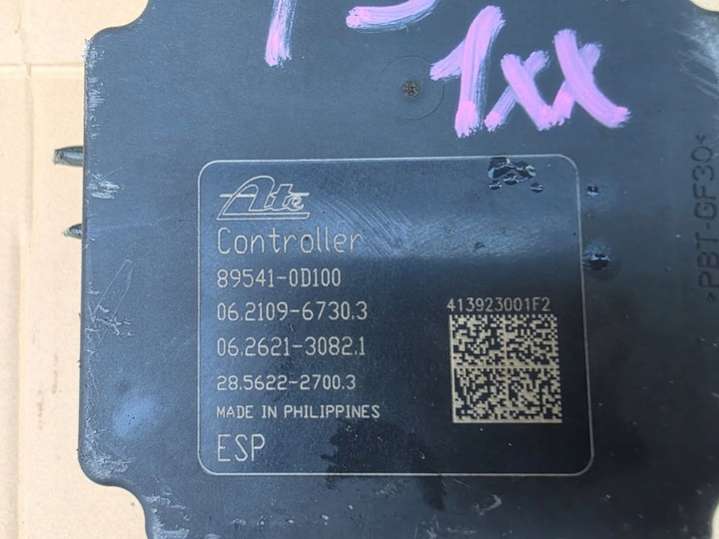 1xx
Ate
Controller
89541-0D100
06.2109-6730.3
06.2621-3082.1
28.5622-2700.3
MADE IN PHILIPPINES
ESP
413923001F2
>PBT-GF30<